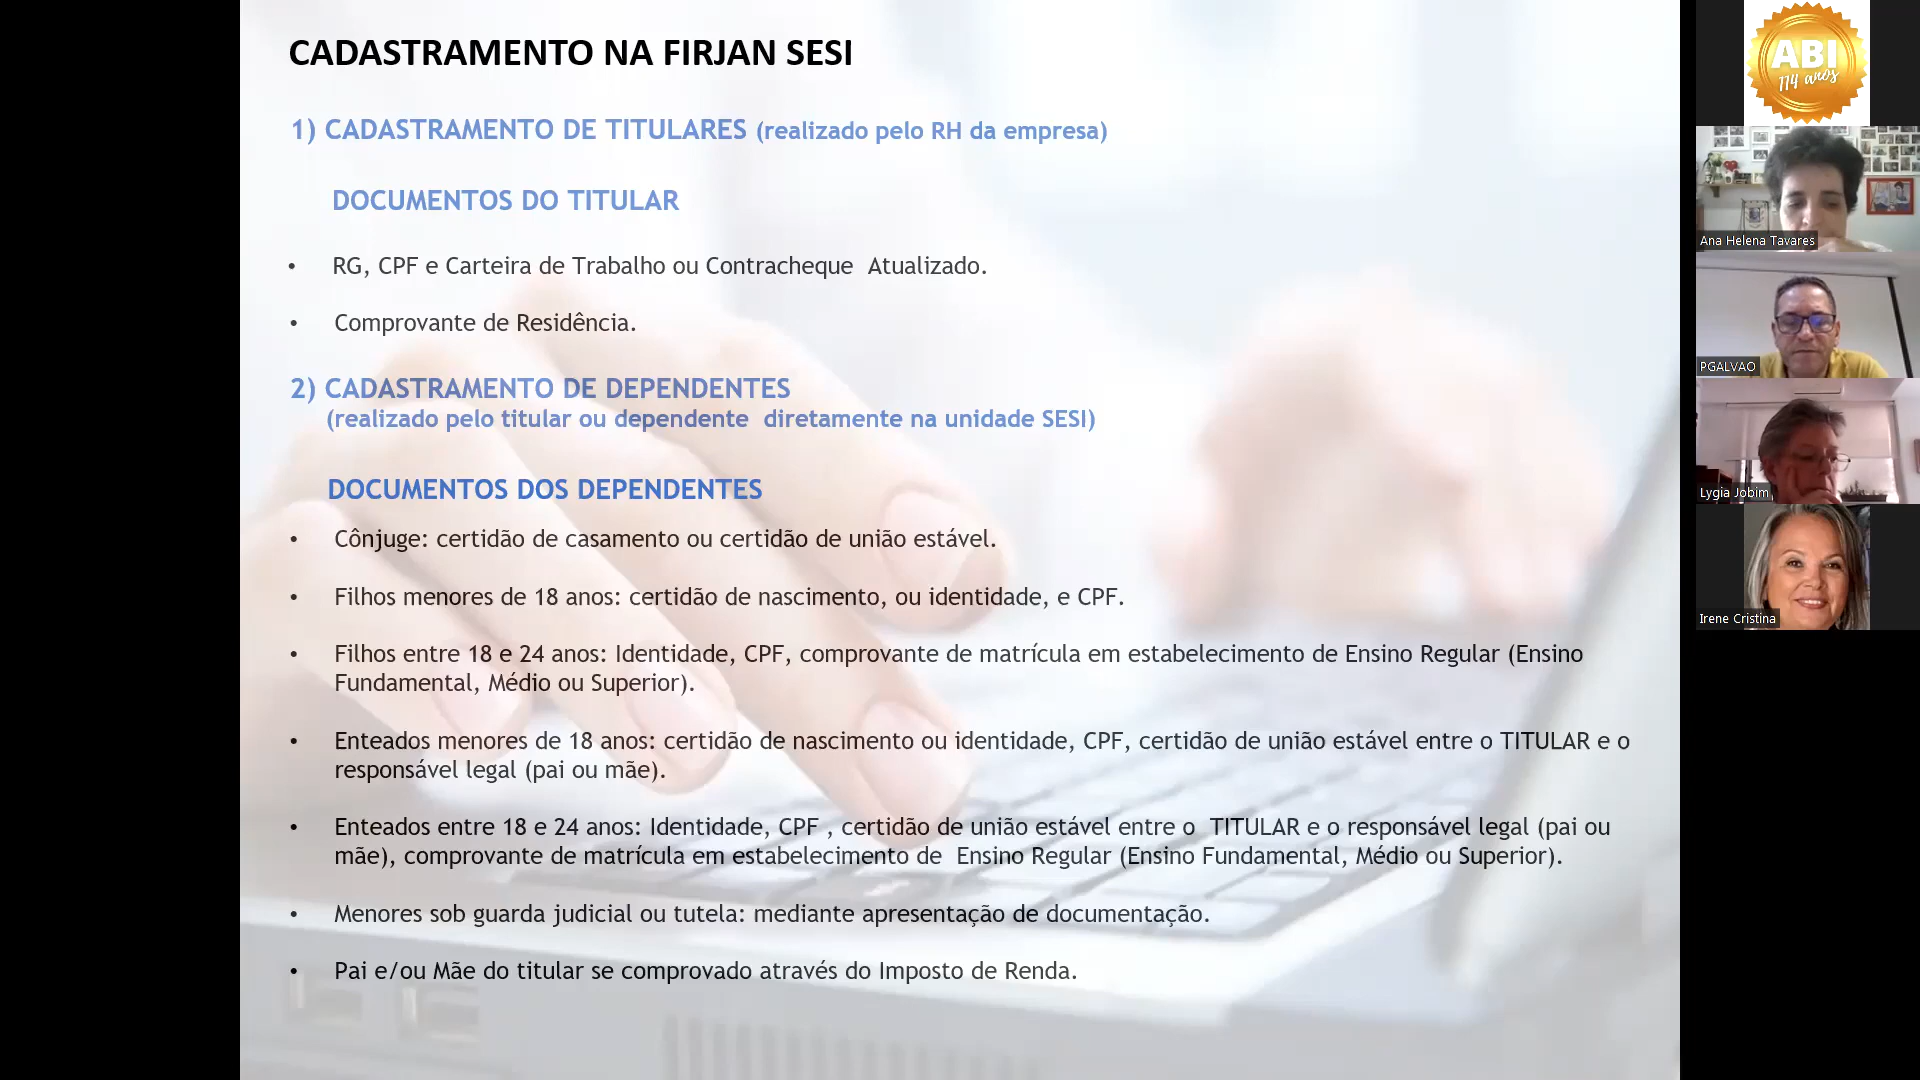 CADASTRAMENTO NA FIRJAN SESI
1) CADASTRAMENTO DE TITULARES (realizado pelo RH da empresa)
DOCUMENTOS DO TITULAR
• RG, CPF e Carteira de Trabalho ou Contracheque Atualizado.
• Comprovante de Residência.
2) CADASTRAMENTO DE DEPENDENTES
(realizado pelo titular ou dependente diretamente na unidade SESI)
DOCUMENTOS DOS DEPENDENTES
• Cônjuge: certidão de casamento ou certidão de união estável.
• Filhos menores de 18 anos: certidão de nascimento, ou identidade, e CPF.
• Filhos entre 18 e 24 anos: Identidade, CPF, comprovante de matrícula em estabelecimento de Ensino Regular (Ensino
Fundamental, Médio ou Superior).
• Enteados menores de 18 anos: certidão de nascimento ou identidade, CPF, certidão de união estável entre o TITULAR e o
responsável legal (pai ou mãe).
• Enteados entre 18 e 24 anos: Identidade, CPF , certidão de união estável entre o TITULAR e o responsável legal (pai ou
mãe), comprovante de matrícula em estabelecimento de Ensino Regular (Ensino Fundamental, Médio ou Superior).
• Menores sob guarda judicial ou tutela: mediante apresentação de documentação.
• Pai e/ou Mãe do titular se comprovado através do Imposto de Renda.
ABI
114 anos
Ana Helena Tavares
PGALVAO
Lygia Jobim
Irene Cristina